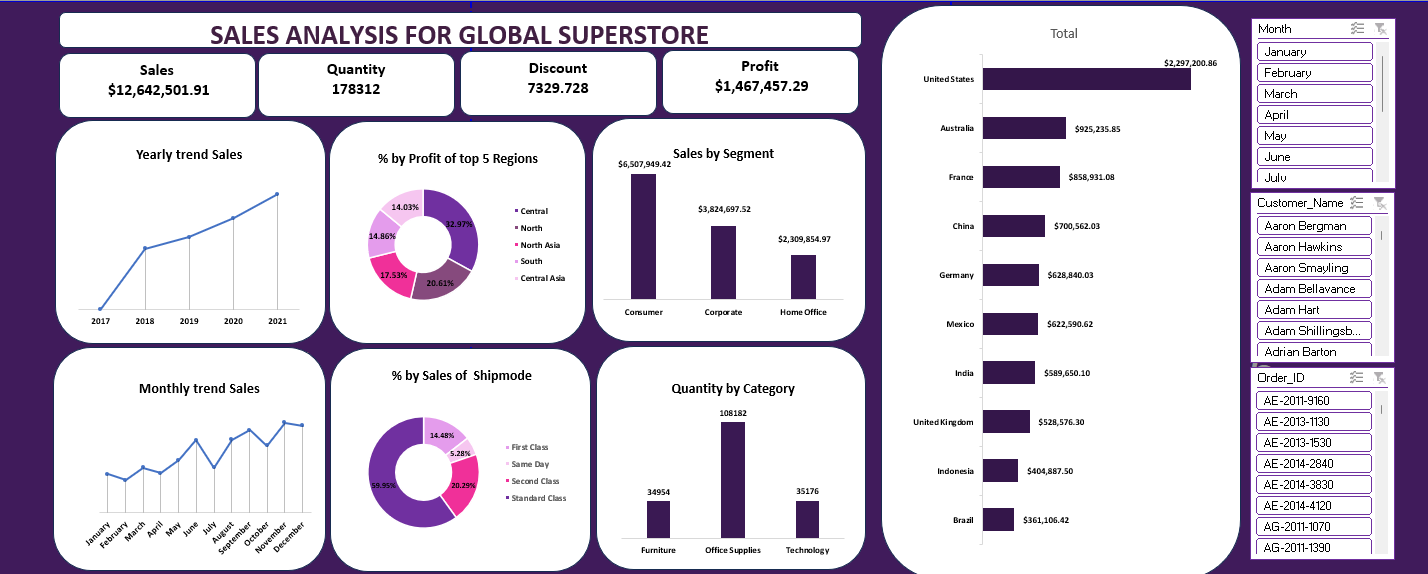 SALES ANALYSIS FOR GLOBAL SUPERSTORE
Sales
$12,642,501.91
Quantity
178312
Discount
7329.728
Profit
$1,467,457.29
Yearly trend Sales
2017
2018
2019
2020
2021
% by Profit of top 5 Regions
14.03%
32.97%
14.86%
17.53%
20.61%
Central
North
North Asia
South
Central Asia
Sales by Segment
$6,507,949.42
$3,824,697.52
$2,309,854.97
Consumer
Corporate
Home Office
Monthly trend Sales
January
February
March
April
May
June
July
August
September
October
November
December
% by Sales of Shipmode
14.48%
5.28%
59.95%
20.29%
First Class
Same Day
Second Class
Standard Class
Quantity by Category
108182
34954
35176
Furniture
Office Supplies
Technology
Total
United States
$2,297,200.86
Australia
$925,235.85
France
$858,931.08
China
$700,562.03
Germany
$628,840.03
Mexico
$622,590.62
India
$589,650.10
United Kingdom
$528,576.30
Indonesia
$404,887.50
Brazil
$361,106.42
Month
January
February
March
April
May
June
July
Customer_Name
Aaron Bergman
Aaron Hawkins
Aaron Smayling
Adam Bellavance
Adam Hart
Adam Shillingsb...
Adrian Barton
Order_ID
AE-2011-9160
AE-2013-1130
AE-2013-1530
AE-2014-2840
AE-2014-3830
AE-2014-4120
AG-2011-1070
AG-2011-1390